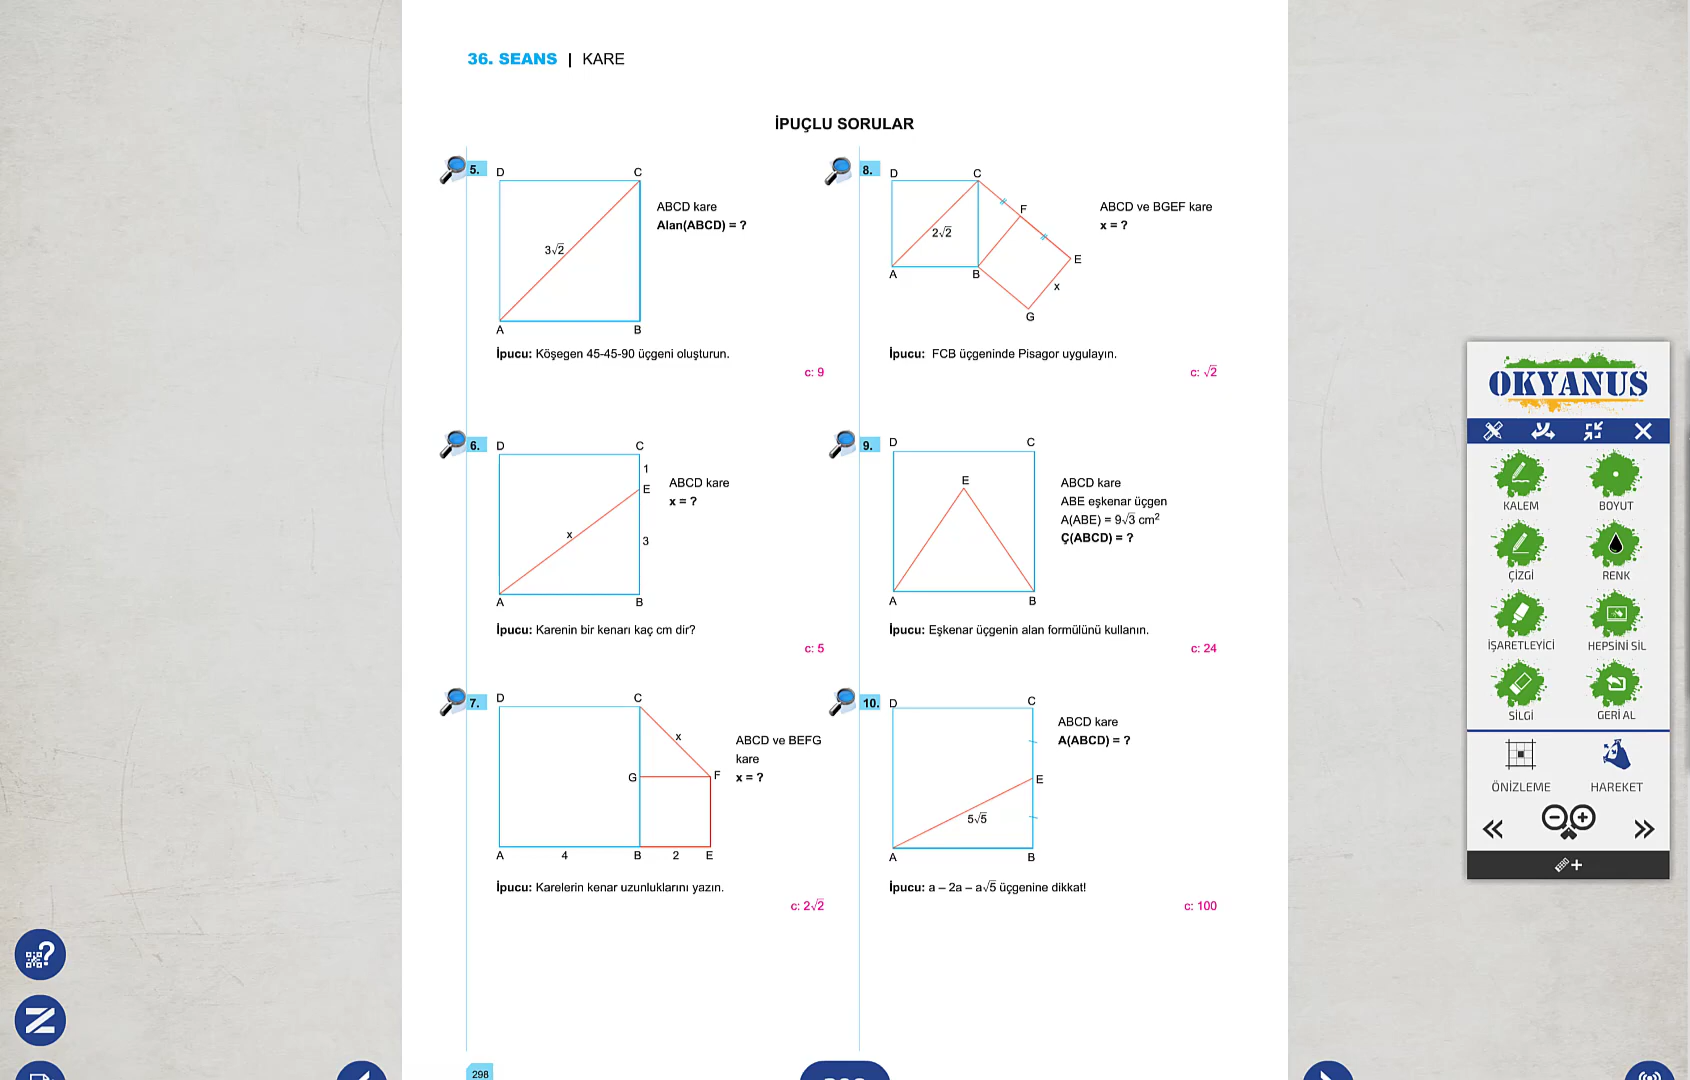 36. SEANS | KARE
İPUÇLU SORULAR
5.
D
C
3√2
A
B
ABCD kare
Alan(ABCD) = ?
İpucu: Köşegen 45-45-90 üçgeni oluşturun.
c: 9
6.
D
C
1
E
x
3
A
B
ABCD kare
x = ?
İpucu: Karenin bir kenarı kaç cm dir?
c: 5
7.
D
C
x
G
F
A
4
B
2
E
ABCD ve BEFG
kare
x = ?
İpucu: Karelerin kenar uzunluklarını yazın.
c: 2√2
298
8.
D
C
F
2√2
E
A
B
x
G
ABCD ve BGEF kare
x = ?
İpucu: FCB üçgeninde Pisagor uygulayın.
c: √2
9.
D
C
E
A
B
ABCD kare
ABE eşkenar üçgen
A(ABE) = 9√3 cm²
Ç(ABCD) = ?
İpucu: Eşkenar üçgenin alan formülünü kullanın.
c: 24
10.
D
C
E
5√5
A
B
ABCD kare
A(ABCD) = ?
İpucu: a – 2a – a√5 üçgenine dikkat!
c: 100
OKYANUS
KALEM
BOYUT
ÇİZGİ
RENK
İŞARETLEYİCİ
HEPSİNİ SİL
SİLGİ
GERİ AL
ÖNİZLEME
HAREKET